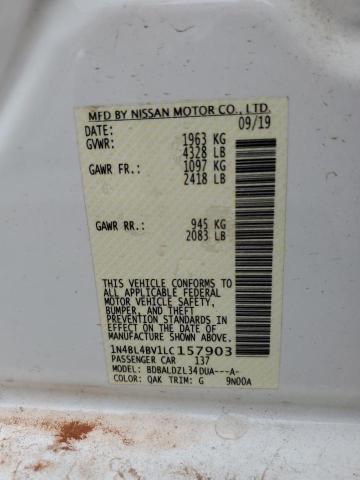 MFD BY NISSAN MOTOR CO., LTD.
DATE: 09/19
GVWR: 1963 KG
4328 LB
GAWR FR.: 1097 KG
2418 LB
GAWR RR.: 945 KG
2083 LB
THIS VEHICLE CONFORMS TO
ALL APPLICABLE FEDERAL
MOTOR VEHICLE SAFETY,
BUMPER, AND THEFT
PREVENTION STANDARDS IN
EFFECT ON THE DATE OF
MANUFACTURE SHOWN ABOVE.
1N4BL4BV1LC157903
PASSENGER CAR 137
MODEL: BDBALDZL34DUA---A-
COLOR: QAK TRIM: G 9N00A